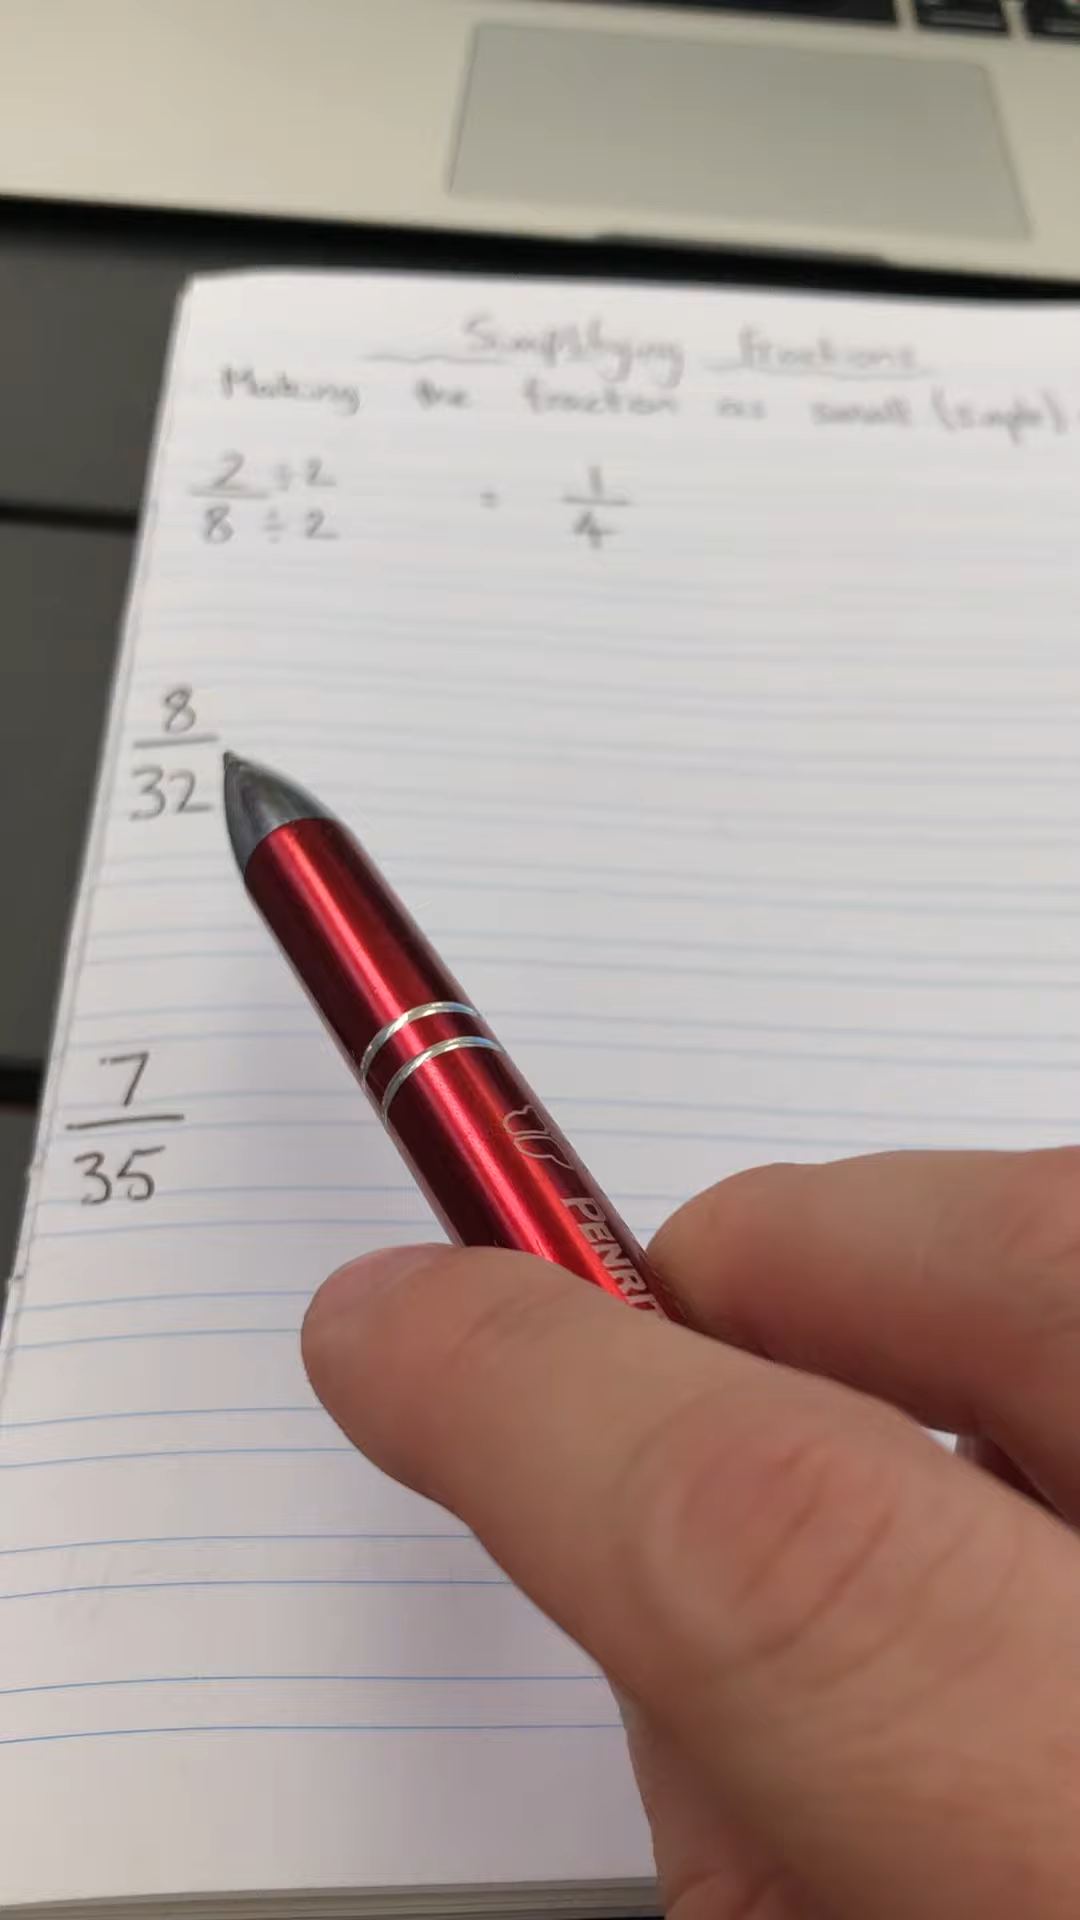 Simplifying fractions
Making the fraction as small (simple)
2 ÷ 2 = 1
8 ÷ 2 4
8
32
7
35
PENRI